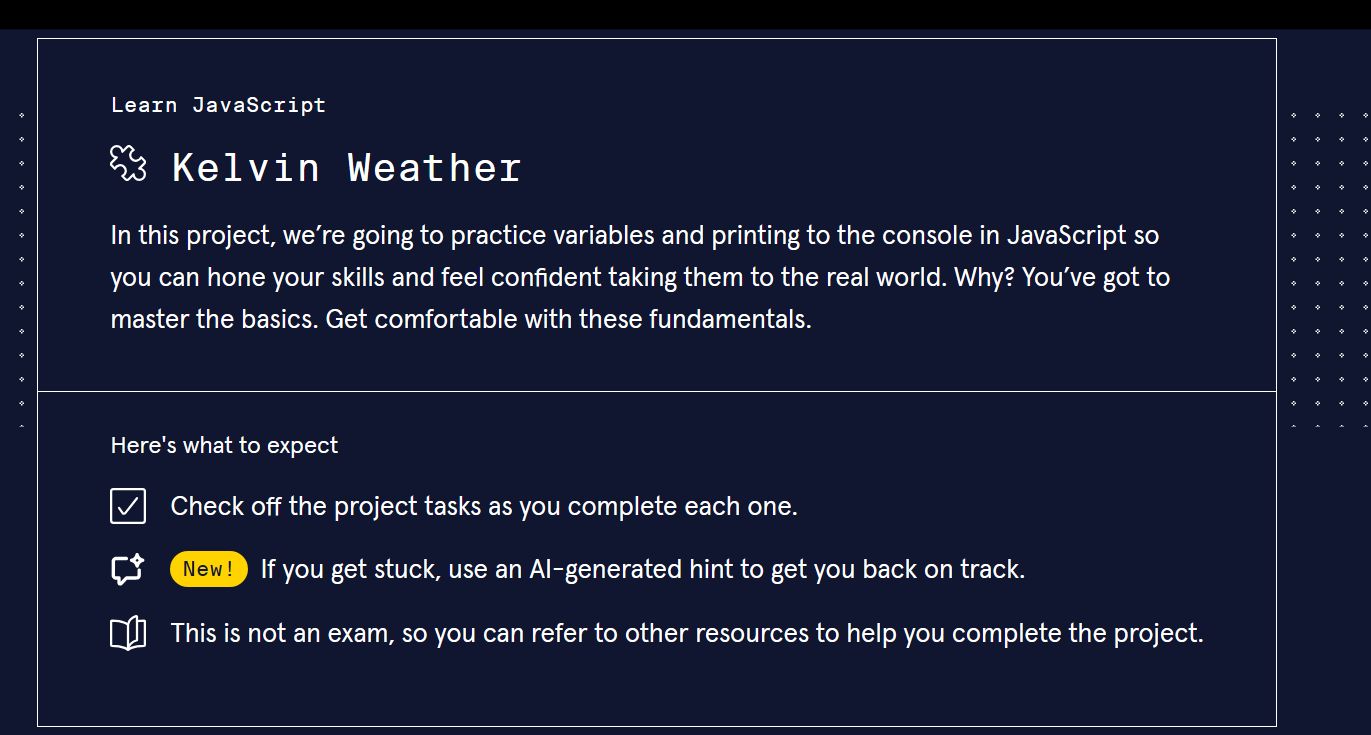 Learn JavaScript
Kelvin Weather
In this project, we’re going to practice variables and printing to the console in JavaScript so
you can hone your skills and feel confident taking them to the real world. Why? You’ve got to
master the basics. Get comfortable with these fundamentals.
Here's what to expect
Check off the project tasks as you complete each one.
New! If you get stuck, use an AI-generated hint to get you back on track.
This is not an exam, so you can refer to other resources to help you complete the project.